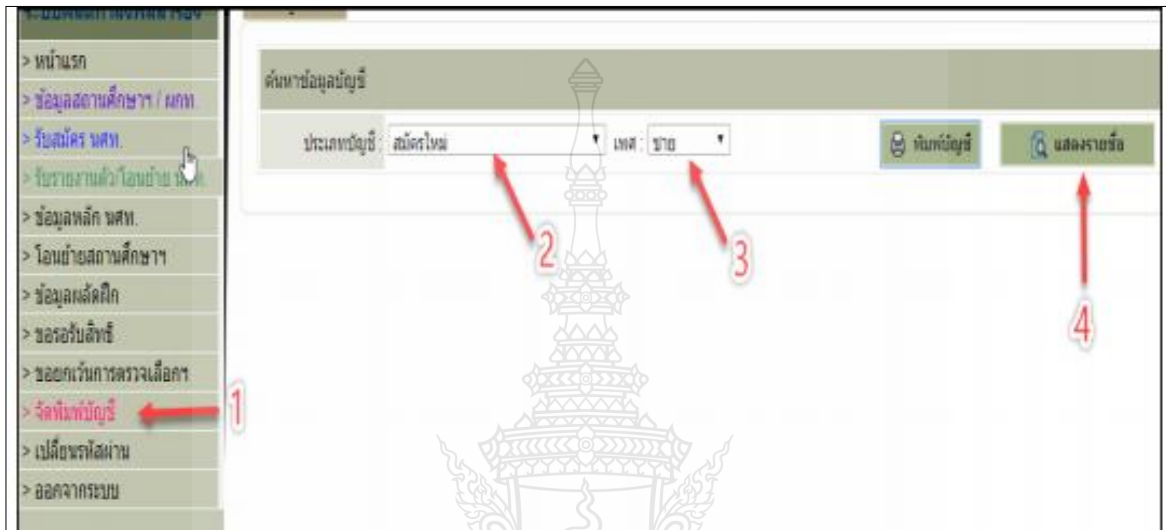 > หน้าแรก
> ข้อมูลสถานศึกษาฯ / ผกท.
> รับสมัคร นศท.
> รับรายงานตัว/โอนย้าย
> ข้อมูลหลัก นศท.
> โอนย้ายสถานศึกษาฯ
> ข้อมูลผลัดฝึก
> ขอรอรับสิทธิ์
> ขอยกเว้นการตรวจเลือกฯ
> จัดพิมพ์บัญชี
1
> เปลี่ยนรหัสผ่าน
> ออกจากระบบ
ค้นหาข้อมูลบัญชี
ประเภทบัญชี : สมัครใหม่ เพศ : ชาย พิมพ์บัญชี แสดงรายชื่อ
2
3
4